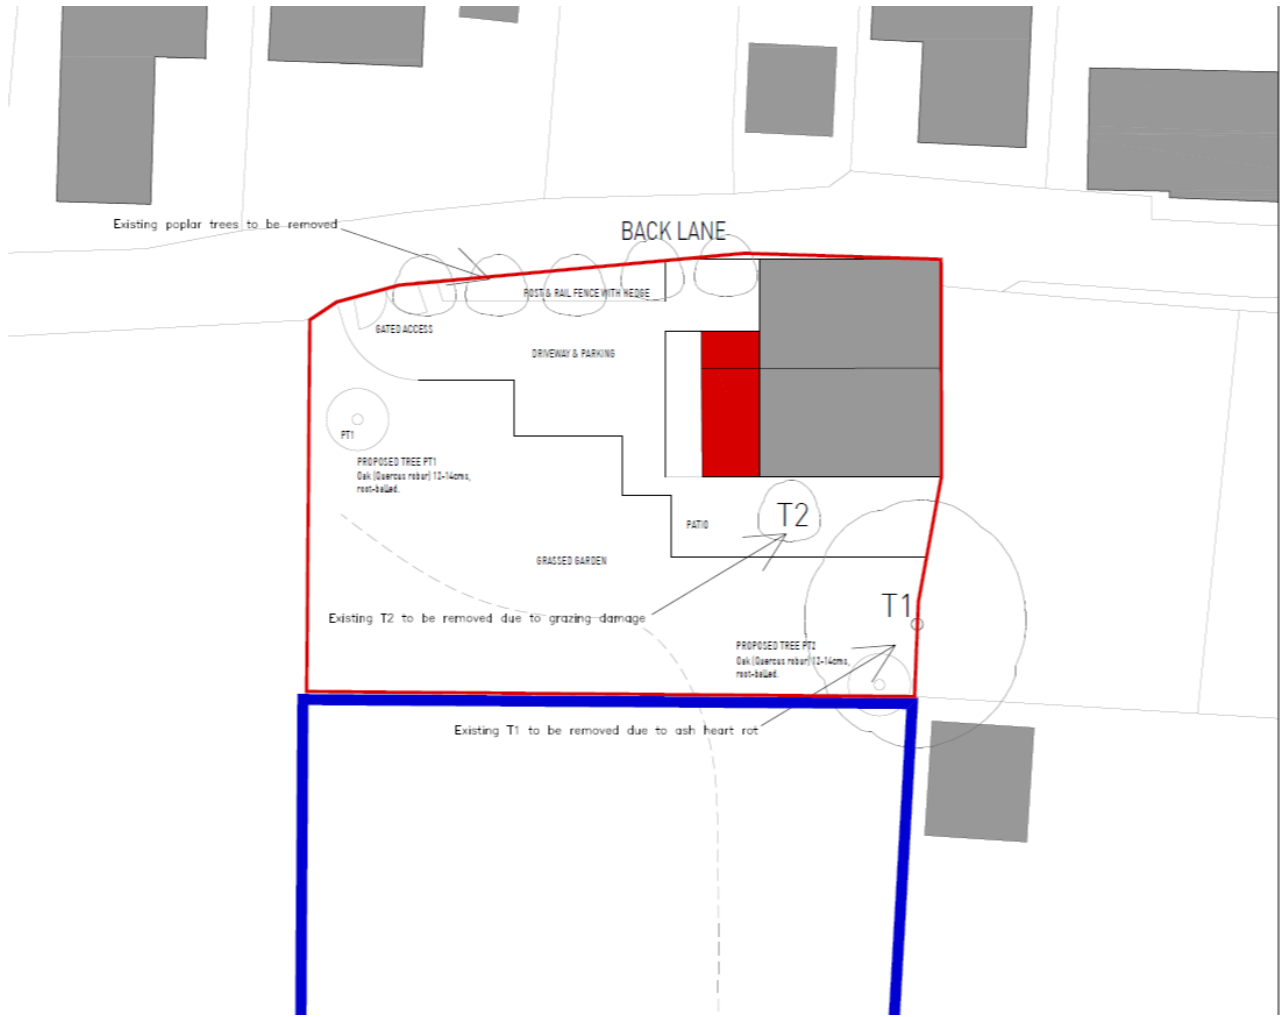 Existing poplar trees to be removed
BACK LANE
POST & RAIL FENCE WITH HEDGE
GATED ACCESS
DRIVEWAY & PARKING
PT1
PROPOSED TREE PT1
Oak (Quercus robur) 12-14cms,
root-balled.
T2
PATIO
GRASSED GARDEN
T1
Existing T2 to be removed due to grazing damage
PROPOSED TREE PT2
Oak (Quercus robur) 12-14cms,
root-balled.
Existing T1 to be removed due to ash heart rot